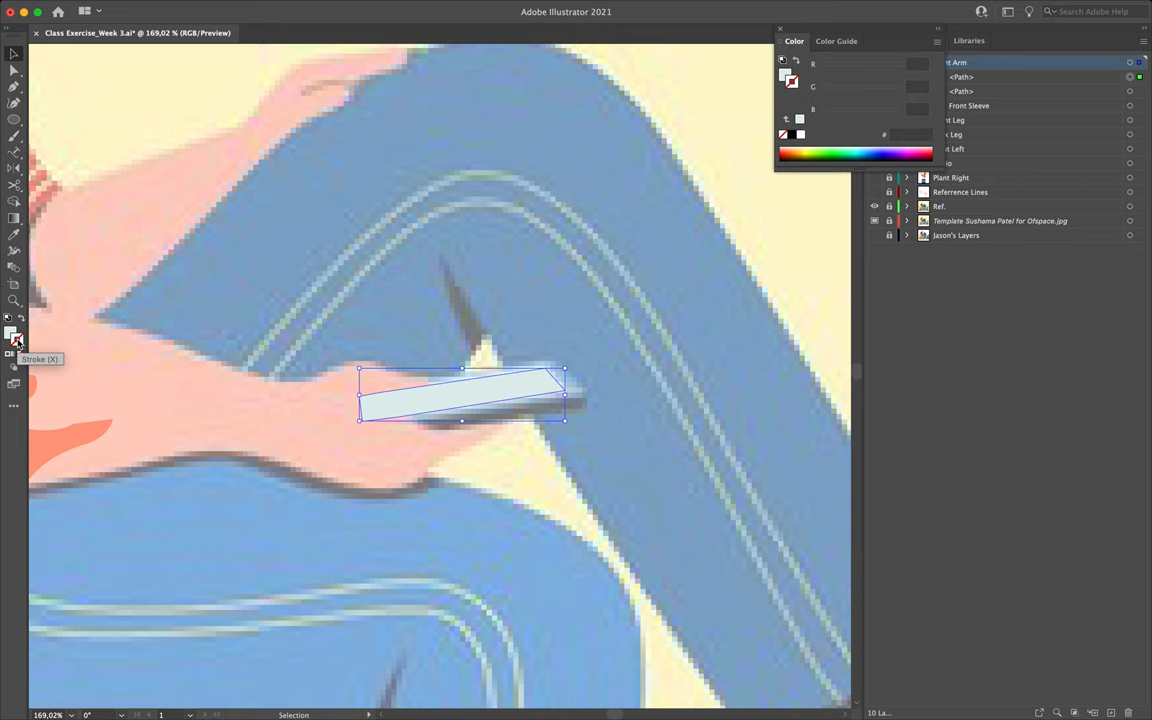 Adobe Illustrator 2021
Search Adobe Help
Class Exercise_Week 3.ai* @ 169,02 % (RGB/Preview)
Color
Color Guide
Libraries
R
G
B
#
nt Arm
<Path>
<Path>
Front Sleeve
nt Leg
k Leg
nt Left
io
Plant Right
Referrence Lines
Ref.
Template Sushama Patel for Ofspace.jpg
Jason's Layers
Stroke (X)
169,02%
0°
1
Selection
10 La...